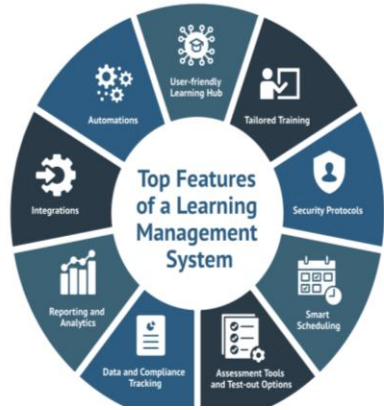 Top Features
of a Learning
Management
System
User-friendly
Learning Hub
Tailored Training
Security Protocols
Smart
Scheduling
Assessment Tools
and Test-out Options
Data and Compliance
Tracking
Reporting and
Analytics
Integrations
Automations